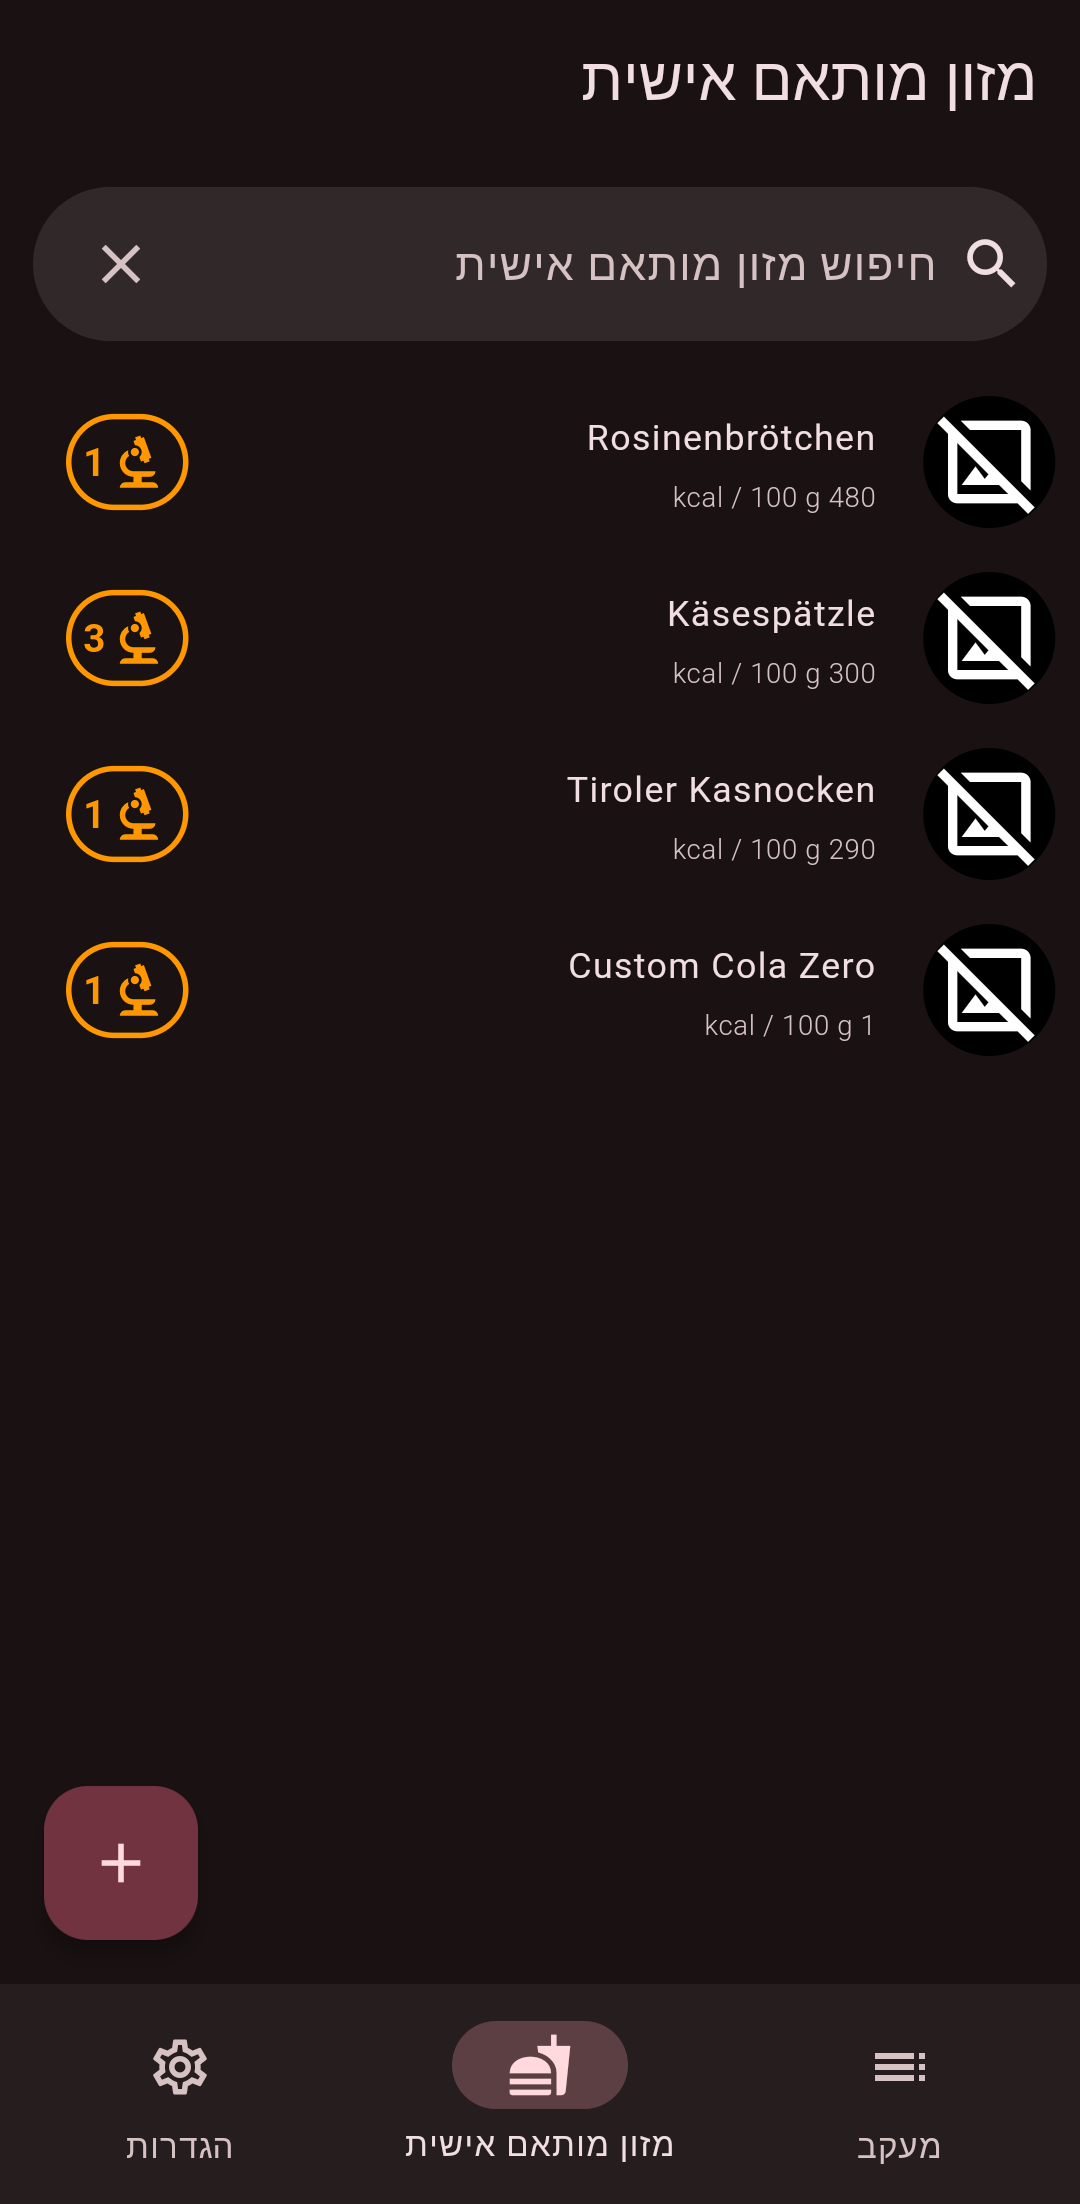 מזון מותאם אישית
חיפוש מזון מותאם אישית
Rosinenbrötchen
kcal / 100 g 480
1
Käsespätzle
kcal / 100 g 300
3
Tiroler Kasnocken
kcal / 100 g 290
1
Custom Cola Zero
kcal / 100 g 1
1
מעקב
מזון מותאם אישית
הגדרות